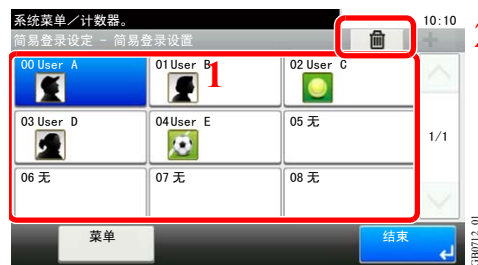 系统菜单／计数器。
10:10
简易登录设定 － 简易登录设置
2
00 User A
01 User B
1
02 User C
03 User D
04 User E
05 无
1/1
06 无
07 无
08 无
菜单
结束
GB0712_01